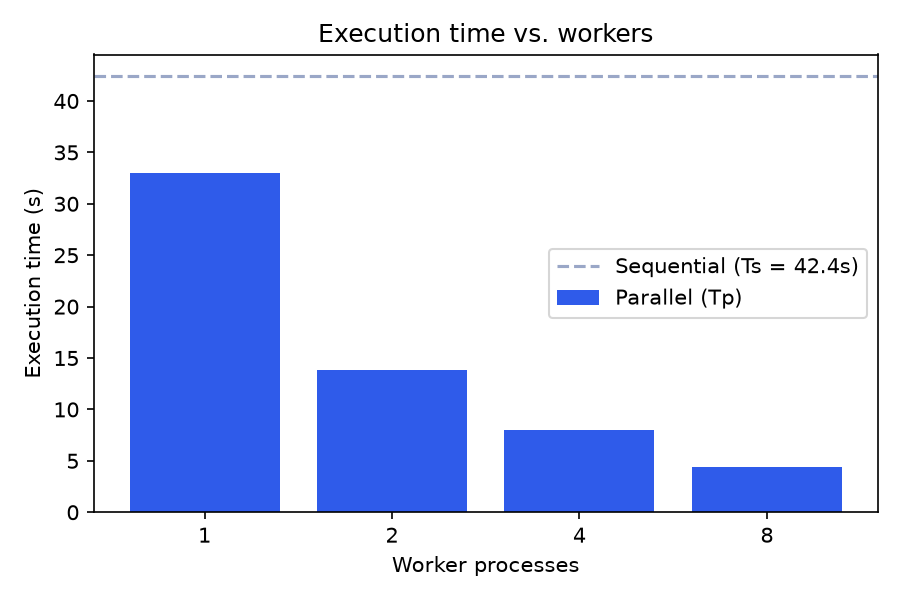 Execution time vs. workers
Execution time (s)
40
35
30
25
20
15
10
5
0
Sequential (Ts = 42.4s)
Parallel (Tp)
1 2 4 8
Worker processes